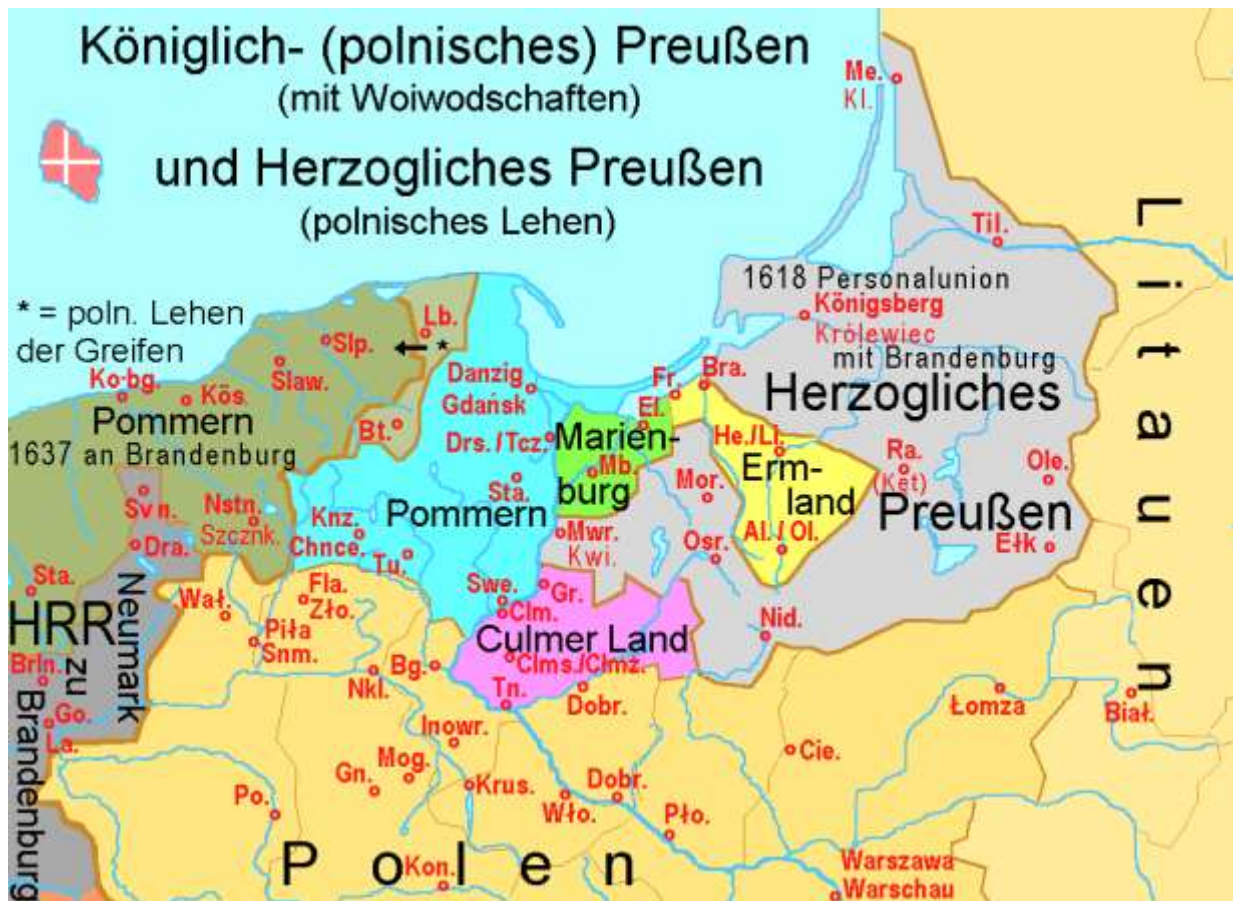 Königlich- (polnisches) Preußen
(mit Woiwodschaften)
und Herzogliches Preußen
(polnisches Lehen)
* = poln. Lehen
der Greifen
Me.
Kl.
Til.
1618 Personalunion
Königsberg
Królewiec
mit Brandenburg
Herzogliches
Preußen
Litauen
Lb.
*
Slp.
Slaw.
Ko·bg.
Kös.
Pommern
1637 an Brandenburg
Bt.
Danzig
Gdańsk
Drs. / Tcz.
Fr.
Bra.
El.
Marien-
burg
Mb.
He./Li.
Erm-
land
Al. / Ol.
Ra.
(Kęt)
Ole.
Ełk
Mor.
Osr.
Nid.
Sta.
Pommern
Knz.
Chnce.
Tu.
Mwr.
Kwi.
Swe.
Clm.
Gr.
Culmer Land
Clms./Clmz.
Tn.
Svn.
Dra.
Nstn.
Szcznk.
Sta.
HRR
zu
Brandenburg
Neumark
Brln.
Go.
La.
Wał.
Fla.
Zło.
Piła
Snm.
Nkl.
Bg.
Dobr.
Inowr.
Mog.
Gn.
Krus.
Po.
Wło.
Dobr.
Pło.
Kon.
Cie.
Łomza
Biał.
Polen
Warszawa
Warschau